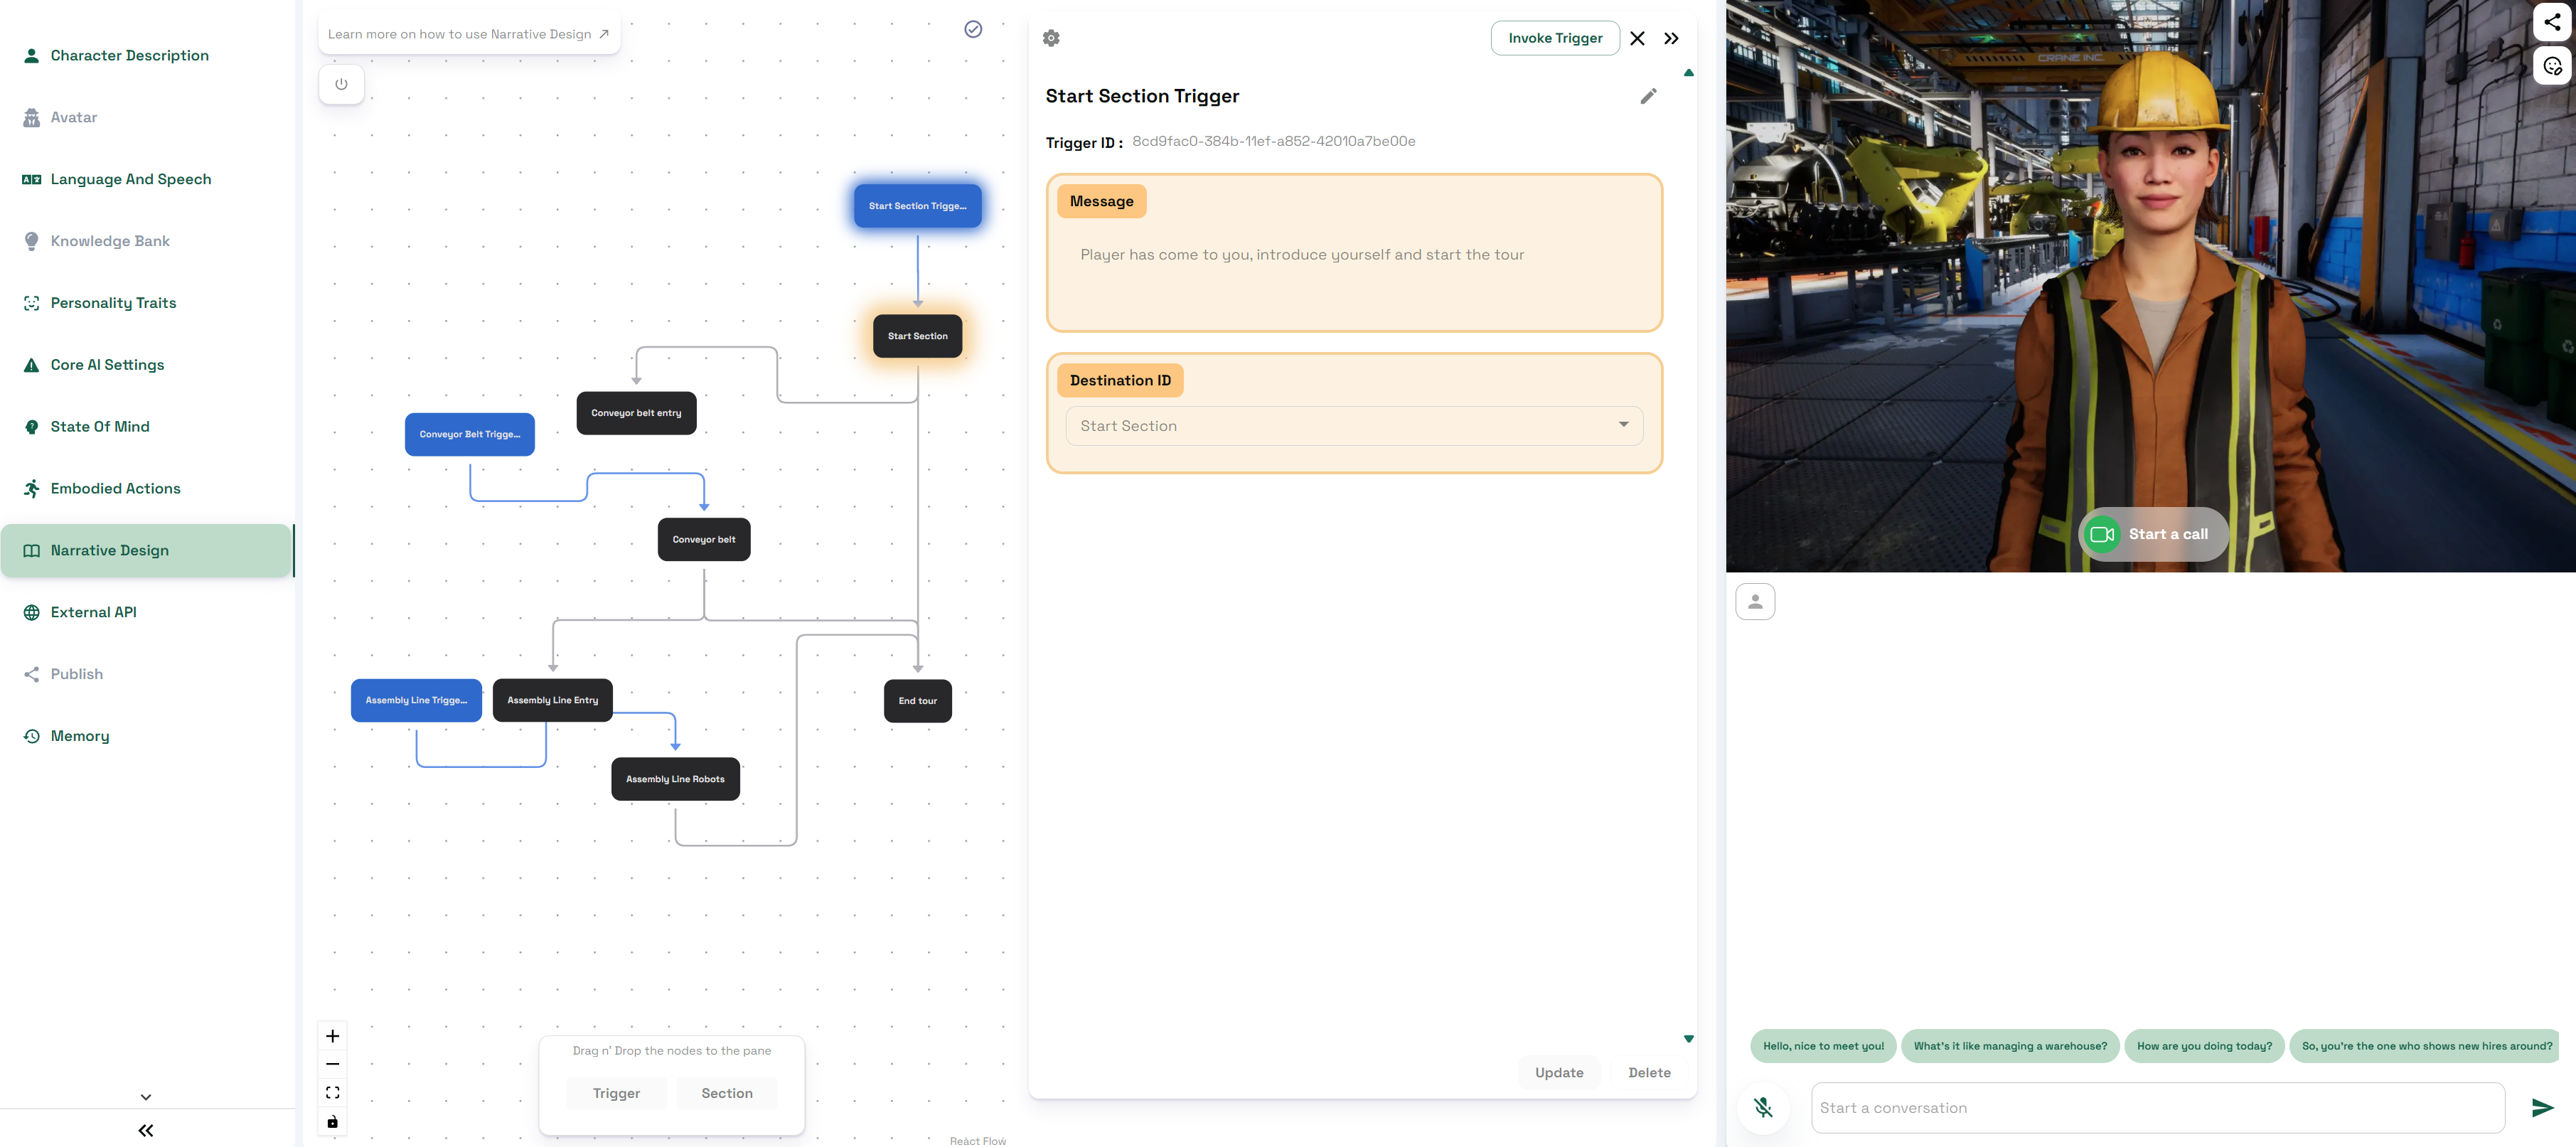 Character Description
Avatar
Language And Speech
Knowledge Bank
Personality Traits
Core AI Settings
State Of Mind
Embodied Actions
Narrative Design
External API
Publish
Memory
Learn more on how to use Narrative Design
Start Section Trigge...
Start Section
Conveyor belt entry
Conveyor Belt Trigge...
Conveyor belt
Assembly Line Trigge...
Assembly Line Entry
End tour
Assembly Line Robots
Drag n' Drop the nodes to the pane
Trigger
Section
React Flow
Invoke Trigger
Start Section Trigger
Trigger ID : 8cd9fac0-384b-11ef-a852-42010a7be00e
Message
Player has come to you, introduce yourself and start the tour
Destination ID
Start Section
Update
Delete
CRANE INC.
Start a call
Hello, nice to meet you!
What's it like managing a warehouse?
How are you doing today?
So, you're the one who shows new hires around?
Start a conversation